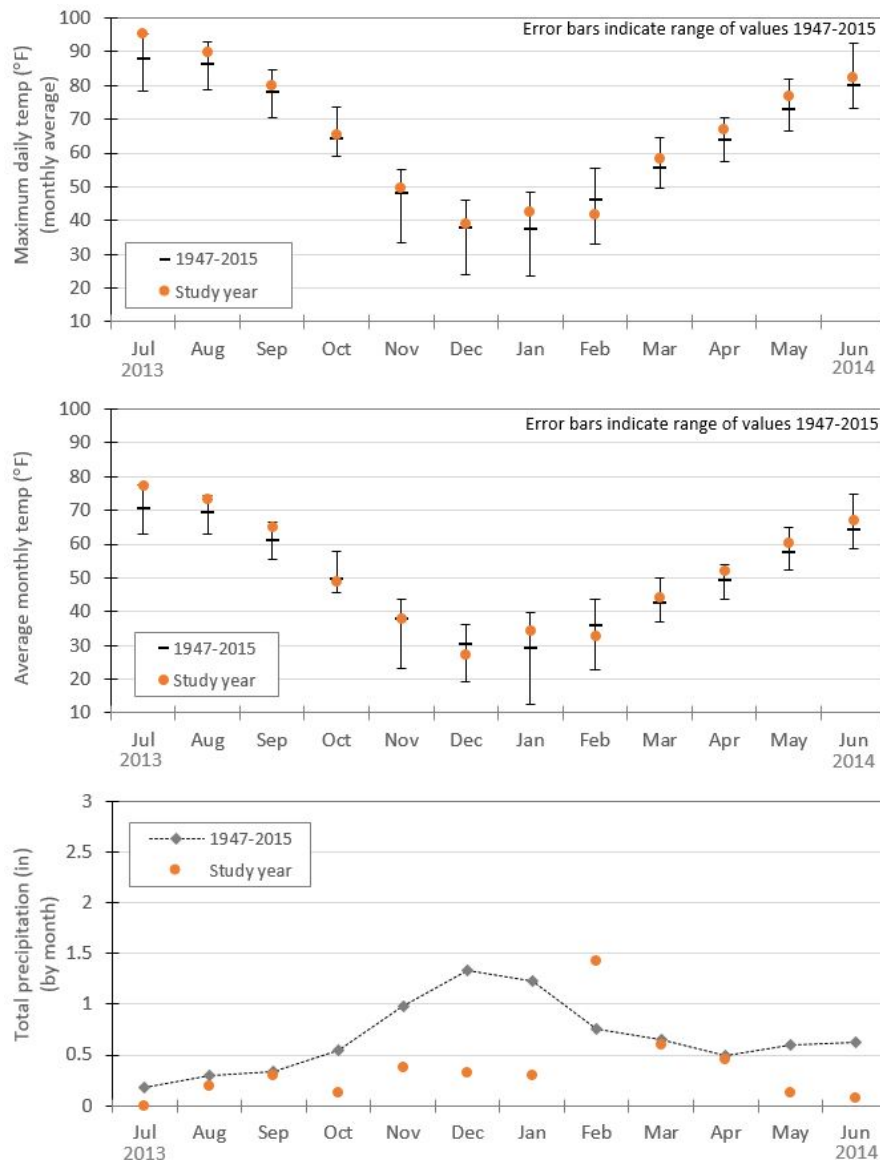 Error bars indicate range of values 1947-2015
Maximum daily temp (°F)
(monthly average)
100
90
80
70
60
50
40
30
20
10
1947-2015
Study year
Jul Aug Sep Oct Nov Dec Jan Feb Mar Apr May Jun
2013 2014
Error bars indicate range of values 1947-2015
Average monthly temp (°F)
100
90
80
70
60
50
40
30
20
10
1947-2015
Study year
Jul Aug Sep Oct Nov Dec Jan Feb Mar Apr May Jun
2013 2014
Total precipitation (in)
(by month)
3
2.5
2
1.5
1
0.5
0
1947-2015
Study year
Jul Aug Sep Oct Nov Dec Jan Feb Mar Apr May Jun
2013 2014